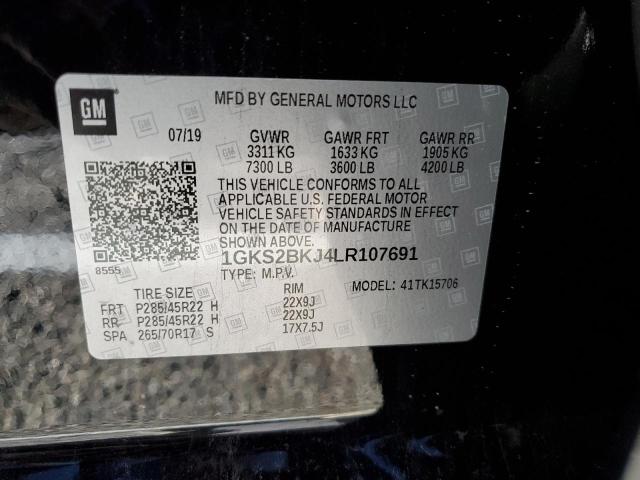 GM
MFD BY GENERAL MOTORS LLC
07/19 GVWR GAWR FRT GAWR RR
3311 KG 1633 KG 1905 KG
7300 LB 3600 LB 4200 LB
THIS VEHICLE CONFORMS TO ALL
APPLICABLE U.S. FEDERAL MOTOR
VEHICLE SAFETY STANDARDS IN EFFECT
ON THE DATE OF MANUFACTURE
SHOWN ABOVE.
8555
1GKS2BKJ4LR107691
TYPE: M.P.V. MODEL: 41TK15706
TIRE SIZE RIM
FRT P285/45R22 H 22X9J
RR P285/45R22 H 22X9J
SPA 265/70R17 S 17X7.5J